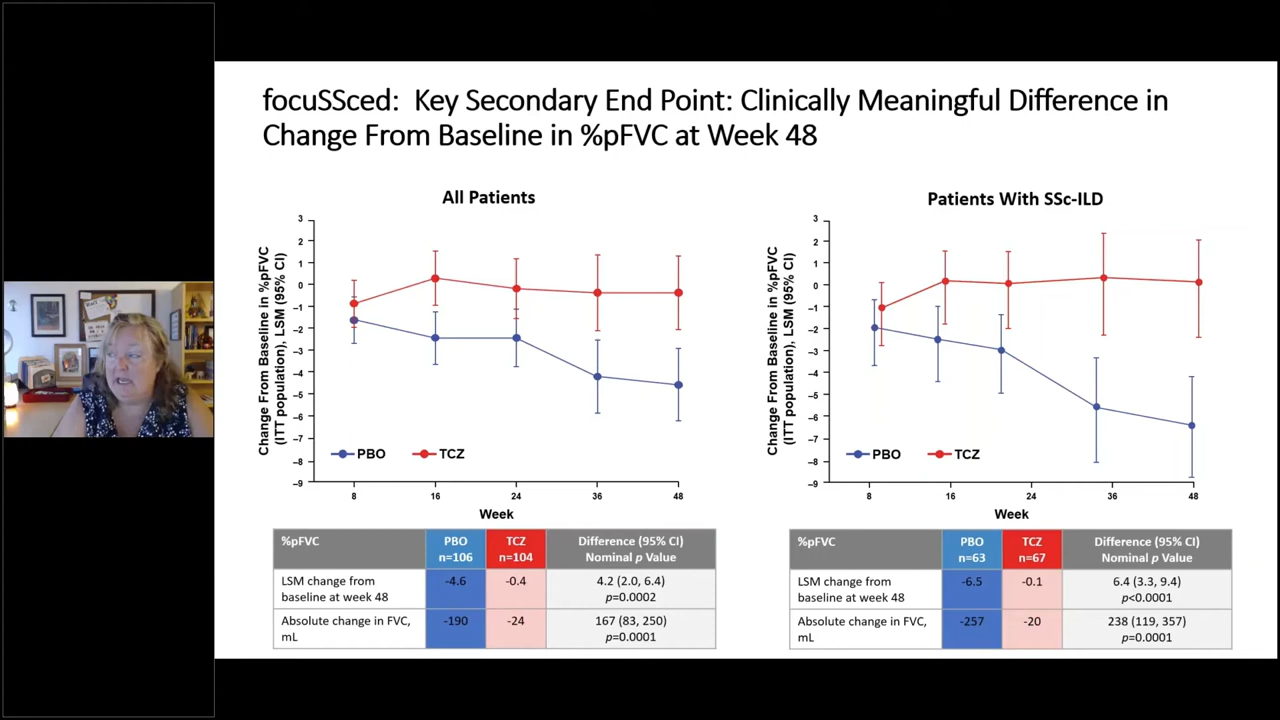 focuSSced: Key Secondary End Point: Clinically Meaningful Difference in
Change From Baseline in %pFVC at Week 48
All Patients
Change From Baseline in %pFVC
(ITT population), LSM (95% CI)
3
2
1
0
–1
–2
–3
–4
–5
–6
–7
–8
–9
PBO TCZ
8 16 24 36 48
Week
%pFVC PBO TCZ Difference (95% CI)
n=106 n=104 Nominal p Value
LSM change from -4.6 -0.4 4.2 (2.0, 6.4)
baseline at week 48 p=0.0002
Absolute change in FVC, -190 -24 167 (83, 250)
mL p=0.0001
Patients With SSc-ILD
Change From Baseline in %pFVC
(ITT population), LSM (95% CI)
3
2
1
0
–1
–2
–3
–4
–5
–6
–7
–8
–9
PBO TCZ
8 16 24 36 48
Week
%pFVC PBO TCZ Difference (95% CI)
n=63 n=67 Nominal p Value
LSM change from -6.5 -0.1 6.4 (3.3, 9.4)
baseline at week 48 p<0.0001
Absolute change in FVC, -257 -20 238 (119, 357)
mL p=0.0001